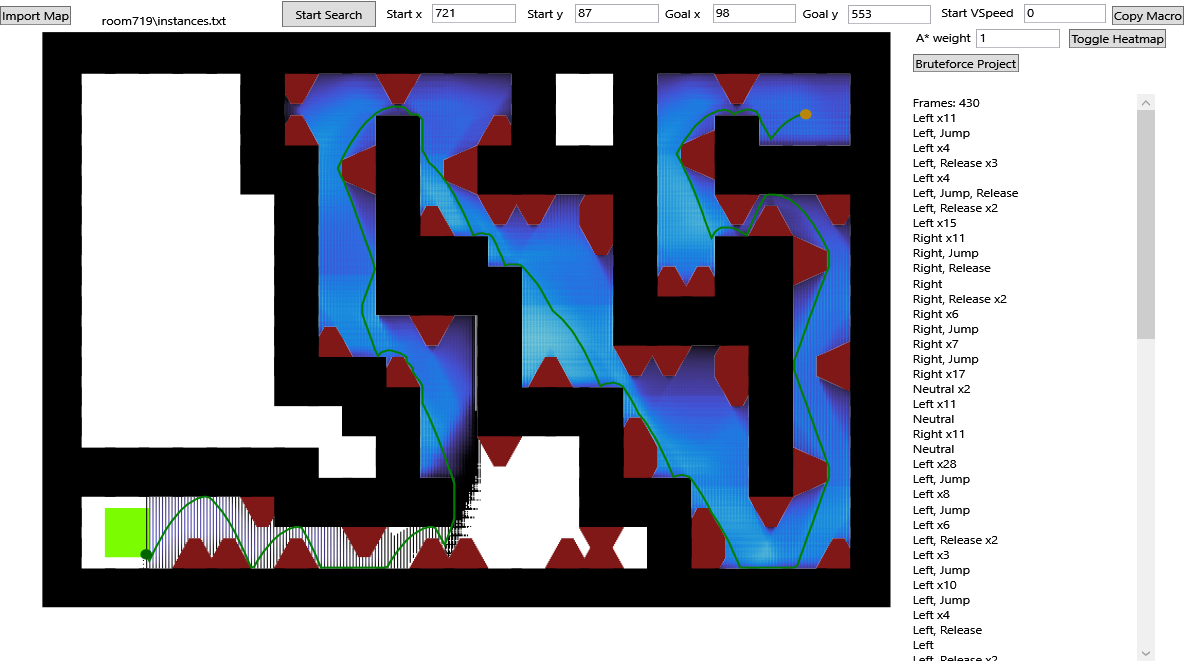 Import Map
room719\instances.txt
Start Search
Start x
721
Start y
87
Goal x
98
Goal y
553
Start VSpeed
0
Copy Macro
A* weight
1
Toggle Heatmap
Bruteforce Project
Frames: 430
Left x11
Left, Jump
Left x4
Left, Release x3
Left x4
Left, Jump, Release
Left, Release x2
Left x15
Right x11
Right, Jump
Right, Release
Right
Right, Release x2
Right x6
Right, Jump
Right x7
Right, Jump
Right x17
Neutral x2
Left x11
Neutral
Right x11
Neutral
Left x28
Left, Jump
Left x8
Left, Jump
Left x6
Left, Release x2
Left x3
Left, Jump
Left x10
Left, Jump
Left x4
Left, Release
Left
Left, Release x2